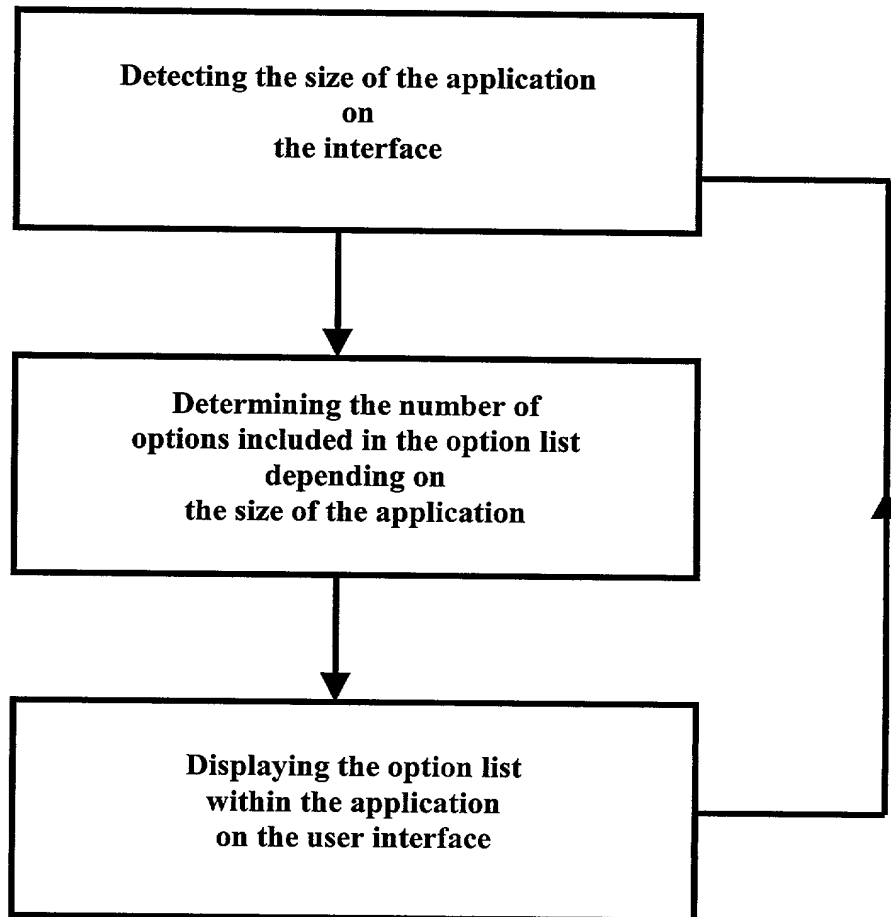 Detecting the size of the application
on
the interface
Determining the number of
options included in the option list
depending on
the size of the application
Displaying the option list
within the application
on the user interface